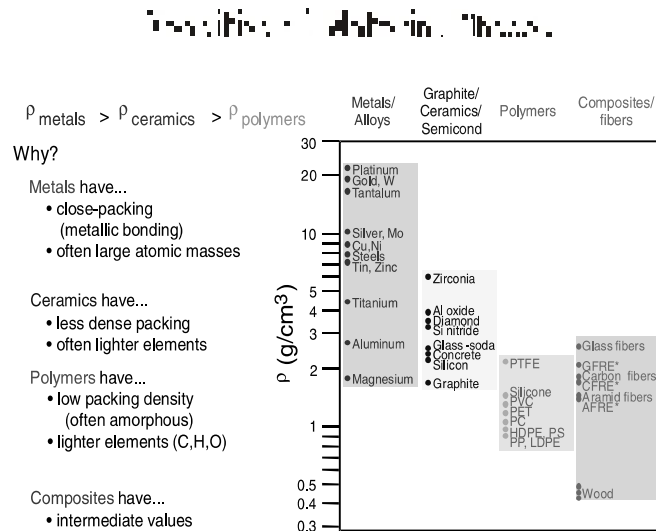 ρ metals > ρ ceramics > ρ polymers
Why?
Metals have...
• close-packing
(metallic bonding)
• often large atomic masses
Ceramics have...
• less dense packing
• often lighter elements
Polymers have...
• low packing density
(often amorphous)
• lighter elements (C,H,O)
Composites have...
• intermediate values
Metals/
Alloys
Graphite/
Ceramics/
Semicond
Polymers
Composites/
fibers
ρ (g/cm3)
30
20
10
5
4
3
2
1
0.5
0.4
0.3
Platinum
Gold, W
Tantalum
Silver, Mo
Cu,Ni
Steels
Tin, Zinc
Titanium
Aluminum
Magnesium
Zirconia
Al oxide
Diamond
Si nitride
Glass-soda
Concrete
Silicon
Graphite
PTFE
Silicone
PVC
PET
PC
HDPE, PS
PP, LDPE
Glass fibers
GFRE*
Carbon fibers
CFRE*
Aramid fibers
AFRE*
Wood